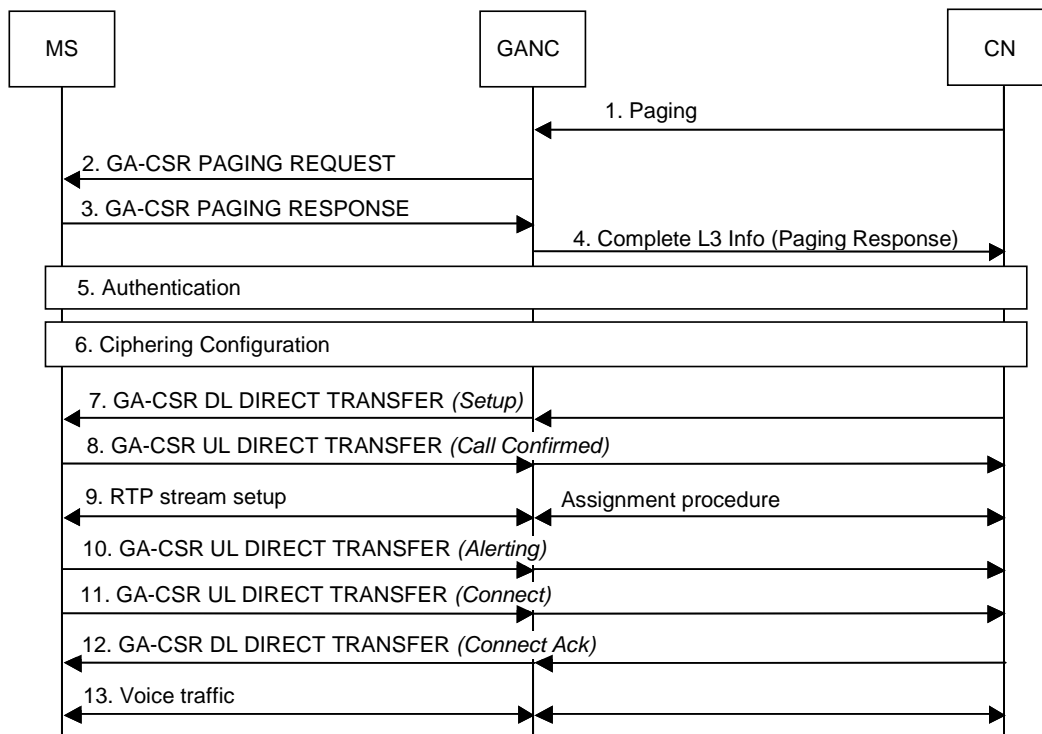 MS
GANC
CN
1. Paging
2. GA-CSR PAGING REQUEST
3. GA-CSR PAGING RESPONSE
4. Complete L3 Info (Paging Response)
5. Authentication
6. Ciphering Configuration
7. GA-CSR DL DIRECT TRANSFER (Setup)
8. GA-CSR UL DIRECT TRANSFER (Call Confirmed)
9. RTP stream setup
Assignment procedure
10. GA-CSR UL DIRECT TRANSFER (Alerting)
11. GA-CSR UL DIRECT TRANSFER (Connect)
12. GA-CSR DL DIRECT TRANSFER (Connect Ack)
13. Voice traffic